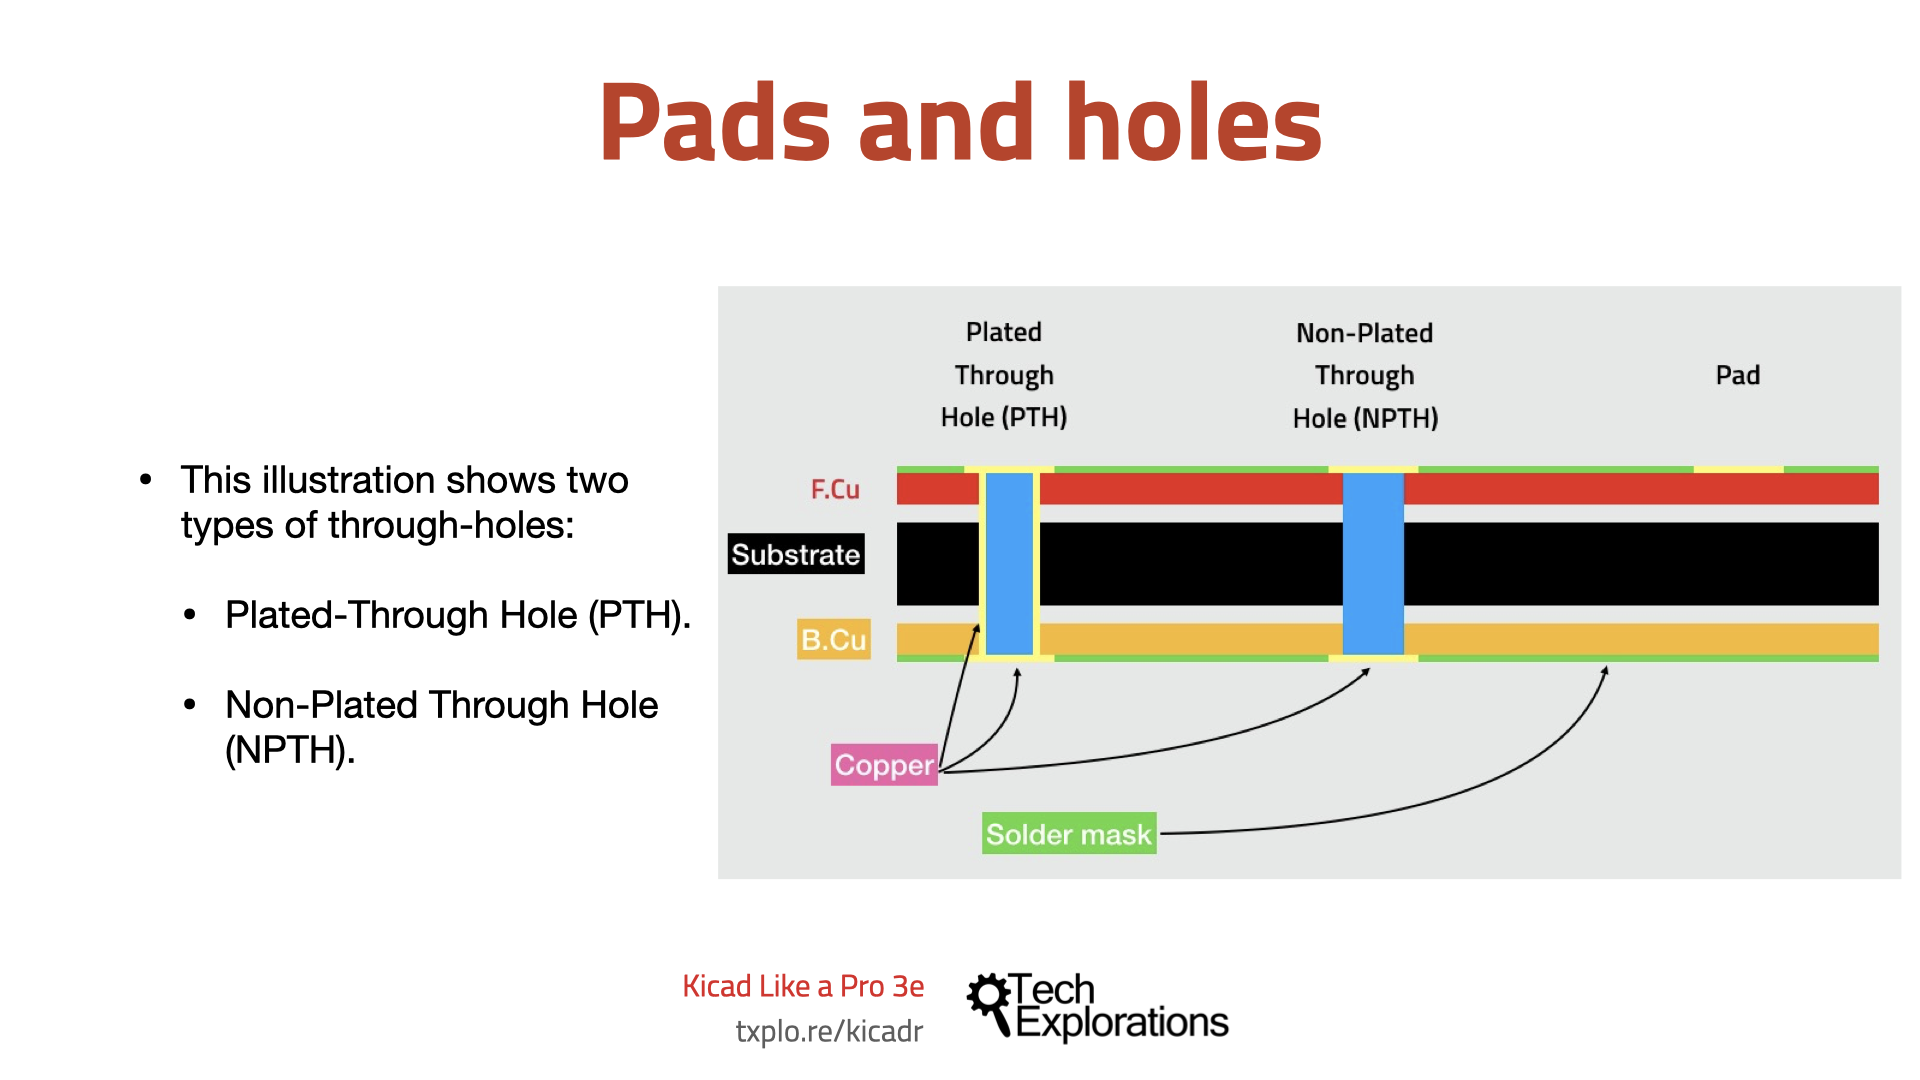 Pads and holes
• This illustration shows two
types of through-holes:
• Plated-Through Hole (PTH).
• Non-Plated Through Hole
(NPTH).
Plated
Through
Hole (PTH)
Non-Plated
Through
Hole (NPTH)
Pad
F.Cu
Substrate
B.Cu
Copper
Solder mask
Kicad Like a Pro 3e
txplo.re/kicadr
Tech
Explorations